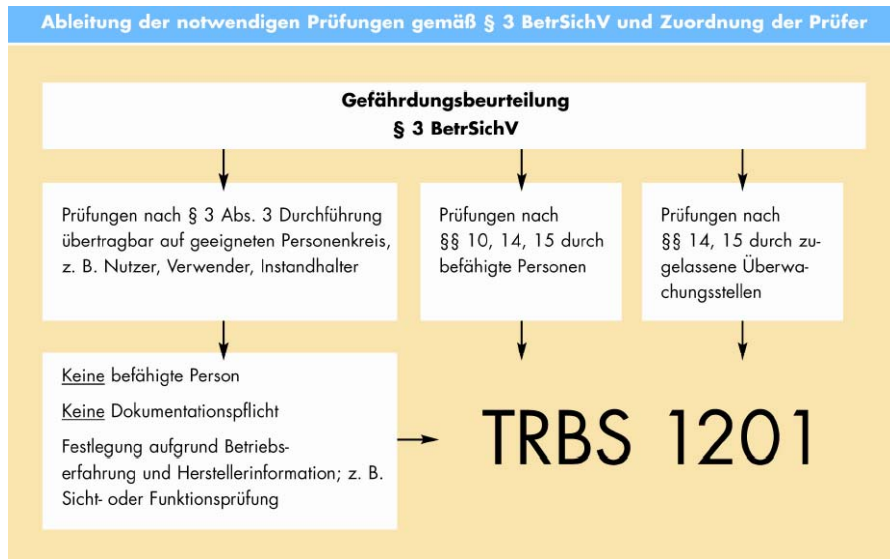 Ableitung der notwendigen Prüfungen gemäß § 3 BetrSichV und Zuordnung der Prüfer
Gefährdungsbeurteilung
§ 3 BetrSichV
Prüfungen nach § 3 Abs. 3 Durchführung
übertragbar auf geeigneten Personenkreis,
z. B. Nutzer, Verwender, Instandhalter
Prüfungen nach
§§ 10, 14, 15 durch
befähigte Personen
Prüfungen nach
§§ 14, 15 durch zu-
gelassene Überwa-
chungsstellen
Keine befähigte Person
Keine Dokumentationspflicht
Festlegung aufgrund Betriebs-
erfahrung und Herstellerinformation; z. B.
Sicht- oder Funktionsprüfung
TRBS 1201